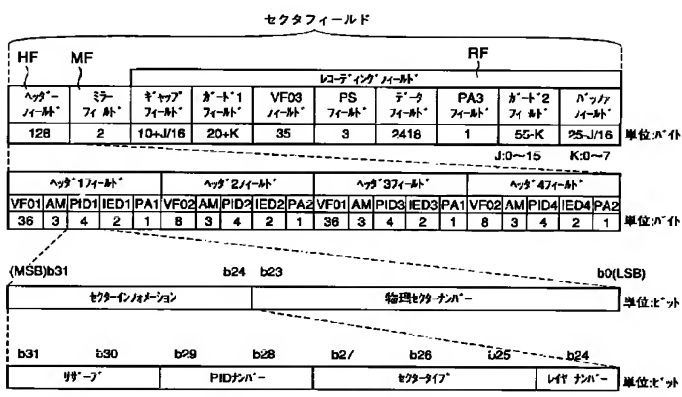 セクタフィールド
HF MF RF
レコーディングフィールド
ヘッダーフィールド ミラーフィールド ギャップフィールド ガード1フィールド VF03フィールド PSフィールド データフィールド PA3フィールド ガード2フィールド バッファフィールド
128 2 10+J/16 20+K 35 3 2418 1 55-K 25-J/16 単位:バイト
J:0〜15 K:0〜7
ヘッダ1フィールド ヘッダ2フィールド ヘッダ3フィールド ヘッダ4フィールド
VF01 AM PID1 IED1 PA1 VF02 AM PID2 IED2 PA2 VF01 AM PID3 IED3 PA1 VF02 AM PID4 IED4 PA2
36 3 4 2 1 8 3 4 2 1 36 3 4 2 1 8 3 4 2 1 単位:バイト
(MSB)b31 b24 b23 b0(LSB)
セクターインフォメーション 物理セクターナンバー 単位:ビット
b31 b30 b29 b28 b27 b26 b25 b24
リザーブ PIDナンバー セクタータイプ レイヤナンバー 単位:ビット